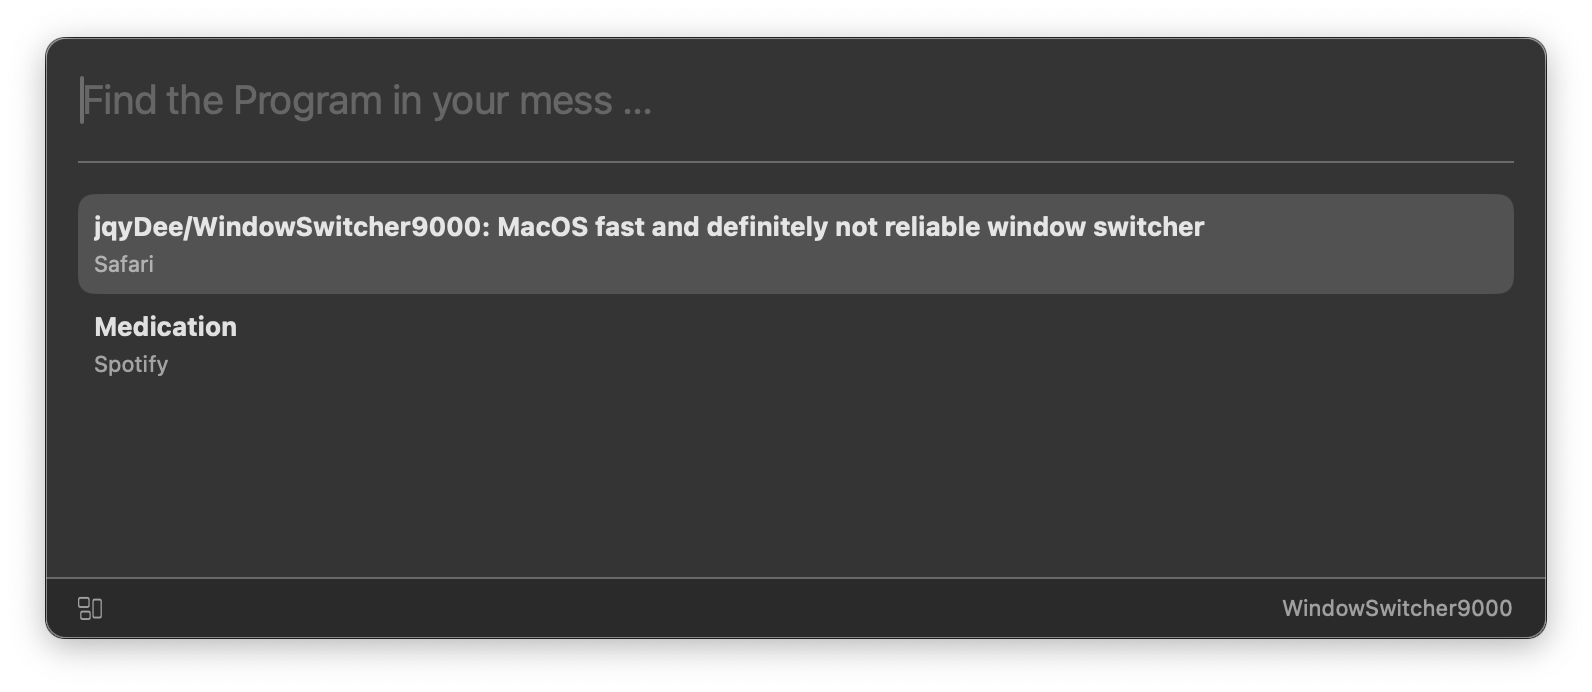 Find the Program in your mess ...
jqyDee/WindowSwitcher9000: MacOS fast and definitely not reliable window switcher
Safari
Medication
Spotify
WindowSwitcher9000